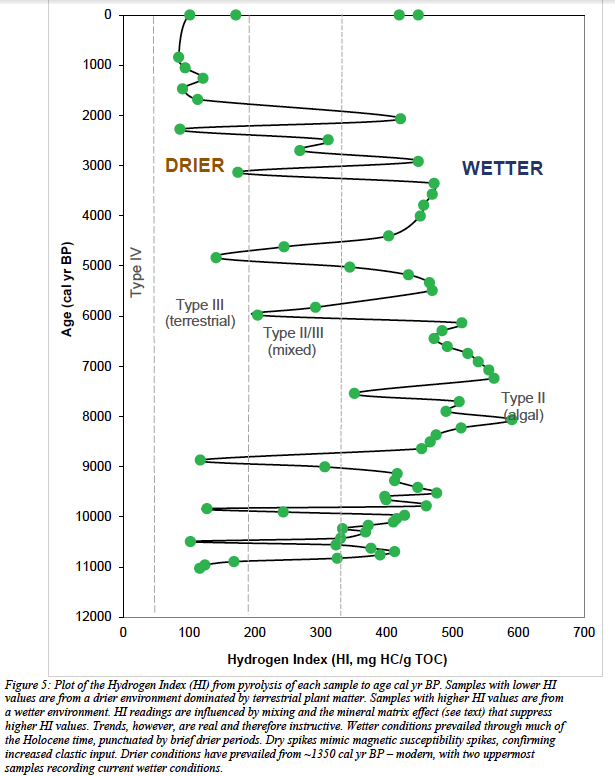 0
1000
2000
3000
4000
5000
6000
7000
8000
9000
10000
11000
12000
Age (cal yr BP)
DRIER
WETTER
Type IV
Type III
(terrestrial)
Type II/III
(mixed)
Type II
(algal)
0
100
200
300
400
500
600
700
Hydrogen Index (HI, mg HC/g TOC)
Figure 5: Plot of the Hydrogen Index (HI) from pyrolysis of each sample to age cal yr BP. Samples with lower HI
values are from a drier environment dominated by terrestrial plant matter. Samples with higher HI values are from
a wetter environment. HI readings are influenced by mixing and the mineral matrix effect (see text) that suppress
higher HI values. Trends, however, are real and therefore instructive. Wetter conditions prevailed through much of
the Holocene time, punctuated by brief drier periods. Dry spikes mimic magnetic susceptibility spikes, confirming
increased clastic input. Drier conditions have prevailed from ~1350 cal yr BP – modern, with two uppermost
samples recording current wetter conditions.